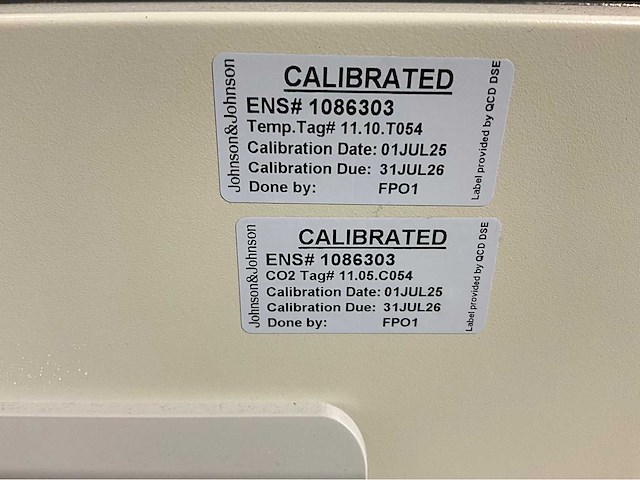 Johnson&Johnson
CALIBRATED
ENS# 1086303
Temp.Tag# 11.10.T054
Calibration Date: 01JUL25
Calibration Due: 31JUL26
Done by: FPO1
Label provided by QCD DSE
Johnson&Johnson
CALIBRATED
ENS# 1086303
CO2 Tag# 11.05.C054
Calibration Date: 01JUL25
Calibration Due: 31JUL26
Done by: FPO1
Label provided by QCD DSE